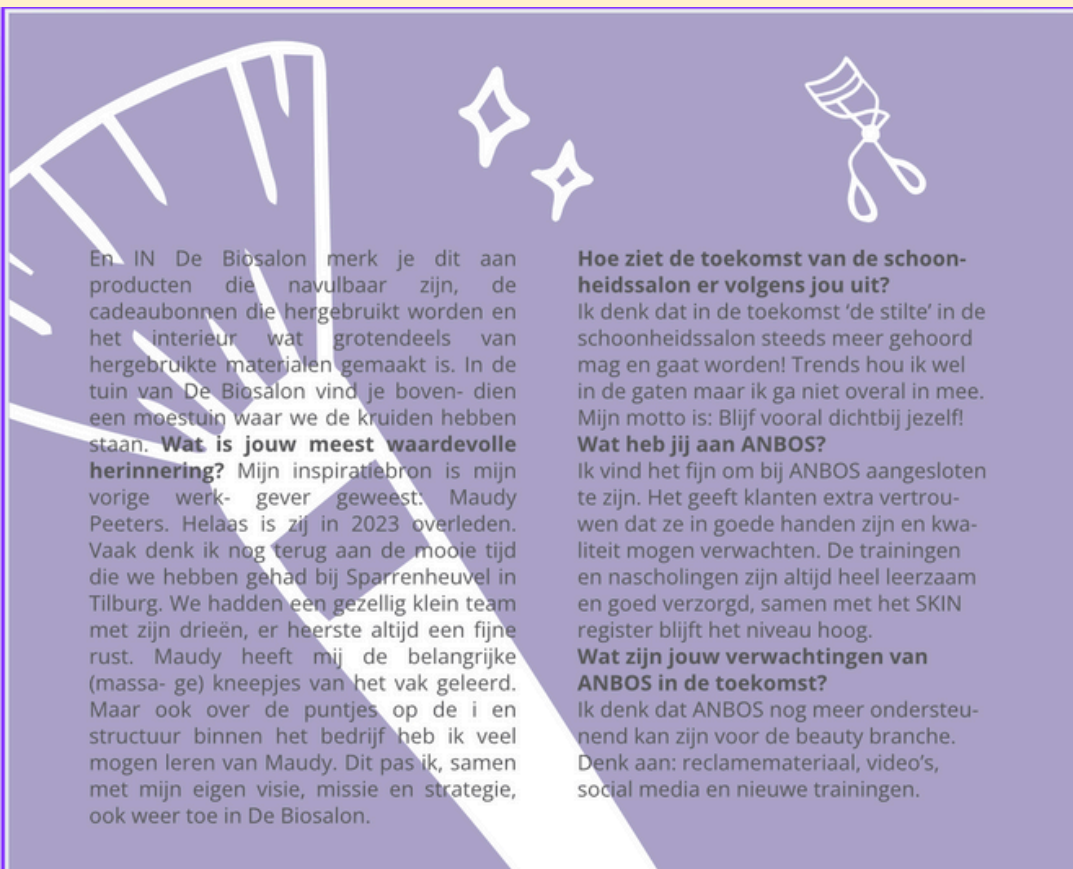 En IN De Biosalon merk je dit aan
producten die navulbaar zijn, de
cadeaubonnen die hergebruikt worden en
het interieur wat grotendeels van
hergebruikte materialen gemaakt is. In de
tuin van De Biosalon vind je boven- dien
een moestuin waar we de kruiden hebben
staan. Wat is jouw meest waardevolle
herinnering? Mijn inspiratiebron is mijn
vorige werk- gever geweest: Maudy
Peeters. Helaas is zij in 2023 overleden.
Vaak denk ik nog terug aan de mooie tijd
die we hebben gehad bij Sparrenheuvel in
Tilburg. We hadden een gezellig klein team
met zijn drieën, er heerste altijd een fijne
rust. Maudy heeft mij de belangrijke
(massa- ge) kneepjes van het vak geleerd.
Maar ook over de puntjes op de i en
structuur binnen het bedrijf heb ik veel
mogen leren van Maudy. Dit pas ik, samen
met mijn eigen visie, missie en strategie,
ook weer toe in De Biosalon.
Hoe ziet de toekomst van de schoon-
heidssalon er volgens jou uit?
Ik denk dat in de toekomst ‘de stilte’ in de
schoonheidssalon steeds meer gehoord
mag en gaat worden! Trends hou ik wel
in de gaten maar ik ga niet overal in mee.
Mijn motto is: Blijf vooral dichtbij jezelf!
Wat heb jij aan ANBOS?
Ik vind het fijn om bij ANBOS aangesloten
te zijn. Het geeft klanten extra vertrou-
wen dat ze in goede handen zijn en kwa-
liteit mogen verwachten. De trainingen
en nascholingen zijn altijd heel leerzaam
en goed verzorgd, samen met het SKIN
register blijft het niveau hoog.
Wat zijn jouw verwachtingen van
ANBOS in de toekomst?
Ik denk dat ANBOS nog meer ondersteu-
nend kan zijn voor de beauty branche.
Denk aan: reclamemateriaal, video’s,
social media en nieuwe trainingen.